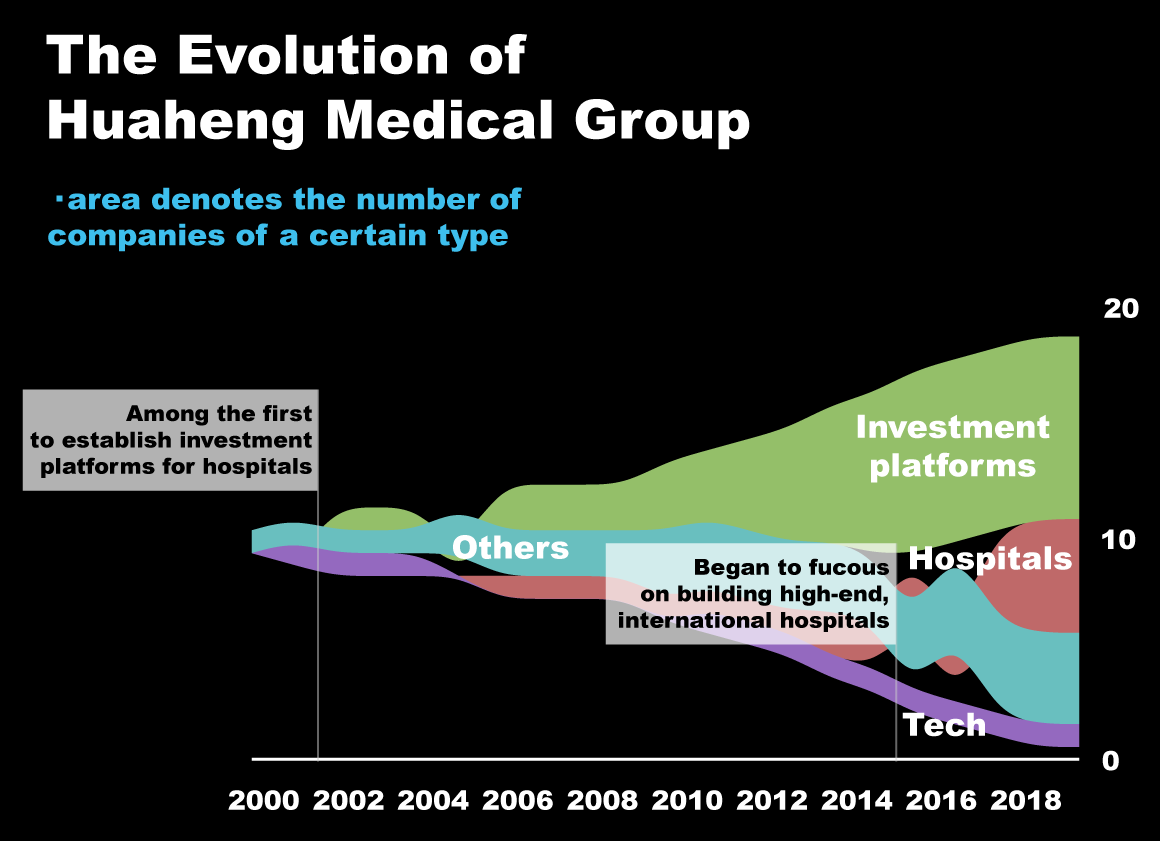 The Evolution of
Huaheng Medical Group
·area denotes the number of
companies of a certain type
20
Among the first
to establish investment
platforms for hospitals
Investment
platforms
10
Others
Hospitals
Began to fucous
on building high-end,
international hospitals
Tech
0
2000 2002 2004 2006 2008 2010 2012 2014 2016 2018